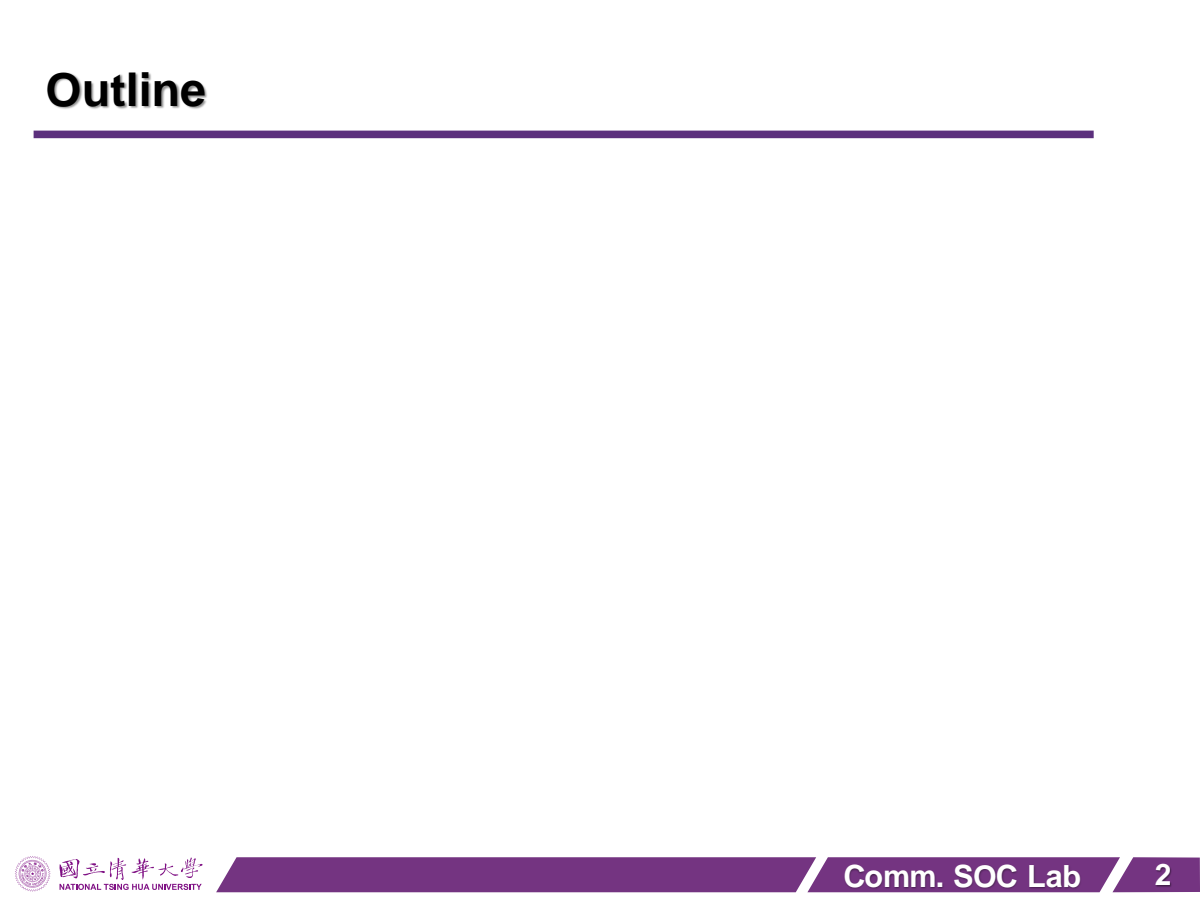 Outline
國立清華大學
NATIONAL TSING HUA UNIVERSITY
Comm. SOC Lab
2